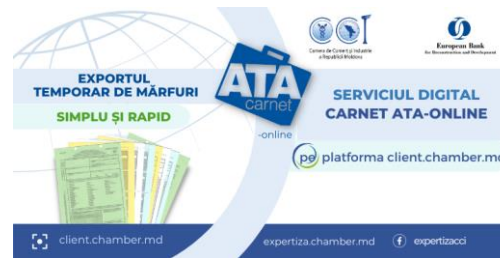 Camera de Comerț și Industrie
a Republicii Moldova
European Bank
for Reconstruction and Development
EXPORTUL
TEMPORAR DE MĂRFURI
SIMPLU ȘI RAPID
ATA
carnet
-online
SERVICIUL DIGITAL
CARNET ATA-ONLINE
pe platforma client.chamber.md
client.chamber.md
expertiza.chamber.md
expertizacci